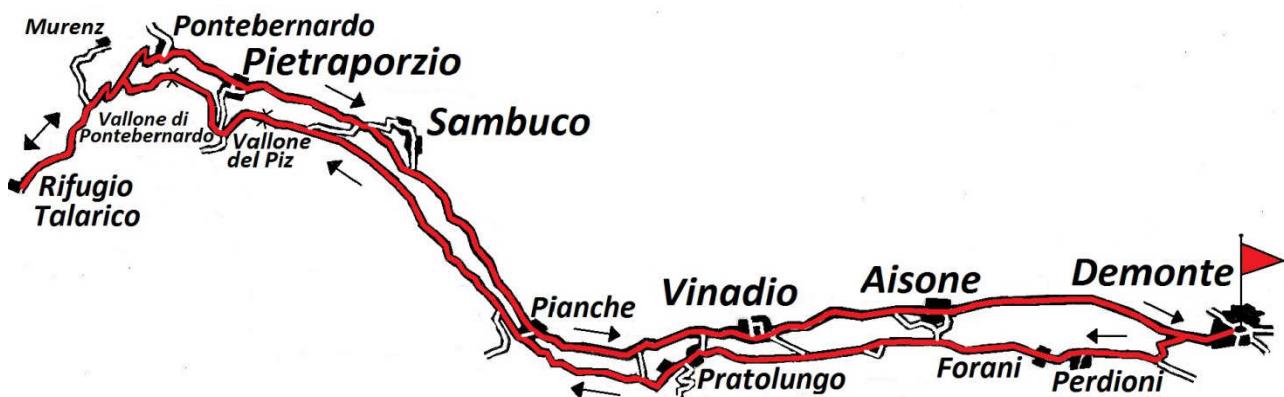 Murenz
Pontebernardo
Pietraporzio
Vallone di
Pontebernardo
Vallone
del Piz
Sambuco
Rifugio
Talarico
Pianche
Vinadio
Aisone
Demonte
Pratolungo
Forani
Perdioni